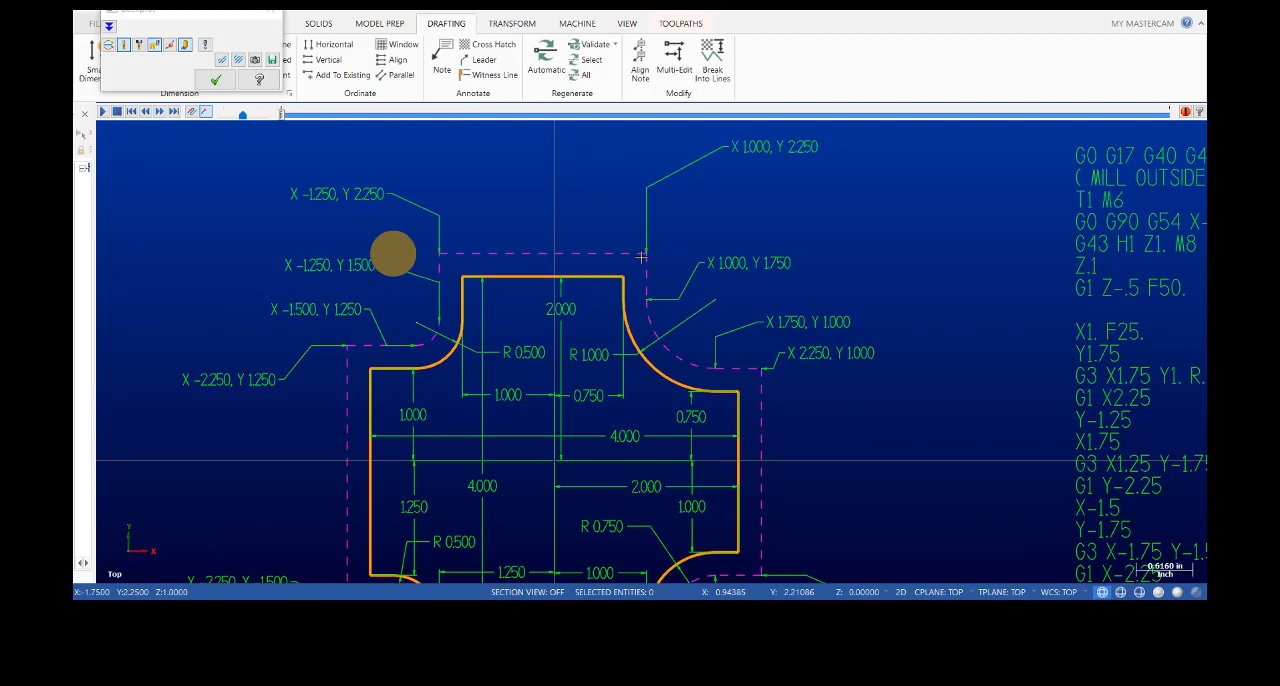 SOLIDS MODEL PREP DRAFTING TRANSFORM MACHINE VIEW TOOLPATHS MY MASTERCAM
Horizontal Window Cross Hatch Validate
Vertical Align Leader Select
Add To Existing Parallel Note Witness Line Automatic All Align Note Multi-Edit Break Into Lines
Dimension Ordinate Annotate Regenerate Modify
X 1.000, Y 2.250
X -1.250, Y 2.250
X -1.250, Y 1.500
X 1.000, Y 1.750
X -1.500, Y 1.250
X 1.750, Y 1.000
X 2.250, Y 1.000
X -2.250, Y 1.250
2.000
R 0.500
R 1.000
1.000
0.750
1.000
0.750
4.000
4.000
2.000
1.250
1.000
R 0.750
R 0.500
1.250
1.000
G0 G17 G40 G4
( MILL OUTSIDE
T1 M6
G0 G90 G54 X-
G43 H1 Z1. M8
Z.1
G1 Z-.5 F50.
X1. F25.
Y1.75
G3 X1.75 Y1. R.
G1 X2.25
Y-1.25
X1.75
G3 X1.25 Y-1.75
G1 Y-2.25
X-1.5
Y-1.75
G3 X-1.75 Y-1.5
G1 X-2.25
0.6160 in
Inch
Y
X
Top
X:-1.7500 Y:2.2500 Z:1.0000 SECTION VIEW: OFF SELECTED ENTITIES: 0 X: 0.94385 Y: 2.21086 Z: 0.00000 2D CPLANE: TOP TPLANE: TOP WCS: TOP